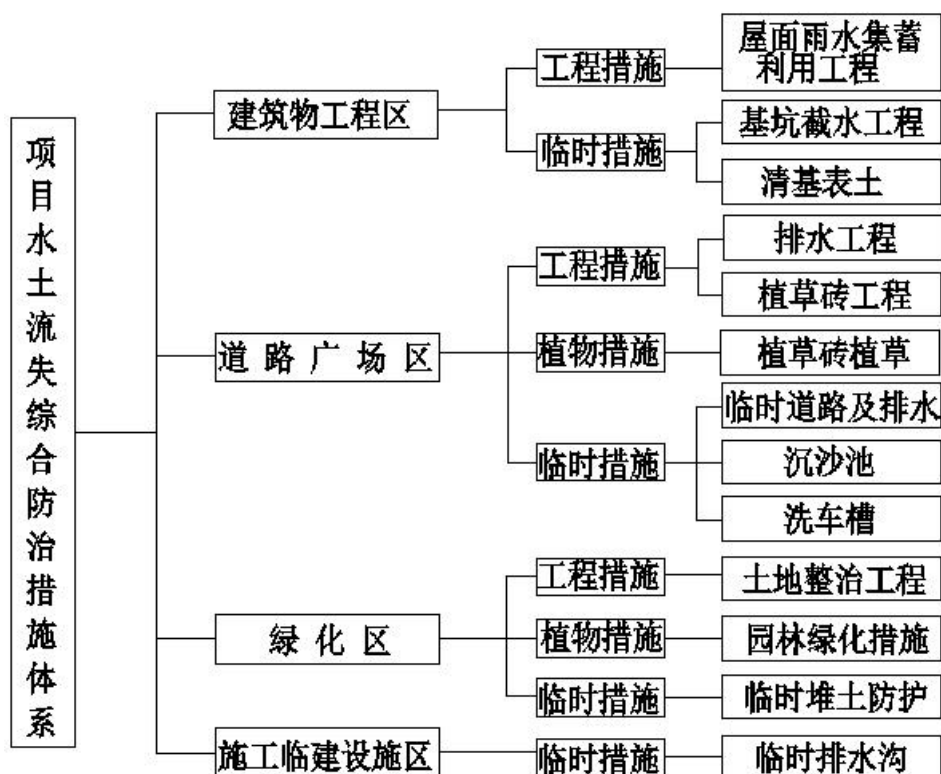 项目水土流失综合防治措施体系
建筑物工程区
工程措施
屋面雨水集蓄
利用工程
临时措施
基坑截水工程
清基表土
道路广场区
工程措施
排水工程
植草砖工程
植物措施
植草砖植草
临时措施
临时道路及排水
沉沙池
洗车槽
绿化区
工程措施
土地整治工程
植物措施
园林绿化措施
临时措施
临时堆土防护
施工临建设施区
临时措施
临时排水沟